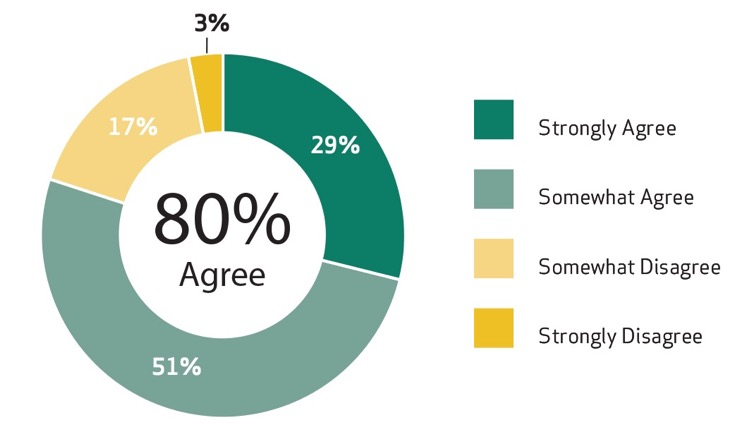 3%
17%
29%
80%
Agree
51%
Strongly Agree
Somewhat Agree
Somewhat Disagree
Strongly Disagree